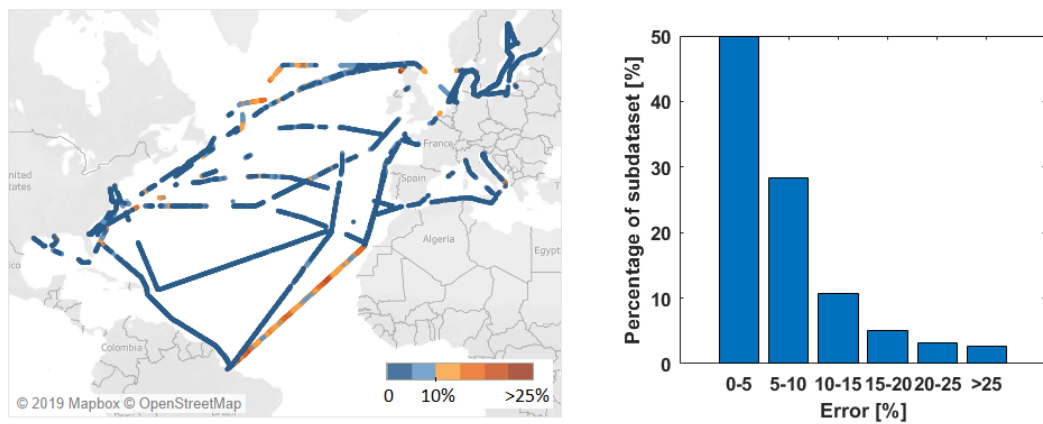 France
nited
States
Spain
Algeria
Egypt
T
ico
Colombia
0
10%
>25%
© 2019 Mapbox © OpenStreetMap
Percentage of subdataset [%]
50
40
30
20
10
0
0-5
5-10
10-15
15-20
20-25
>25
Error [%]